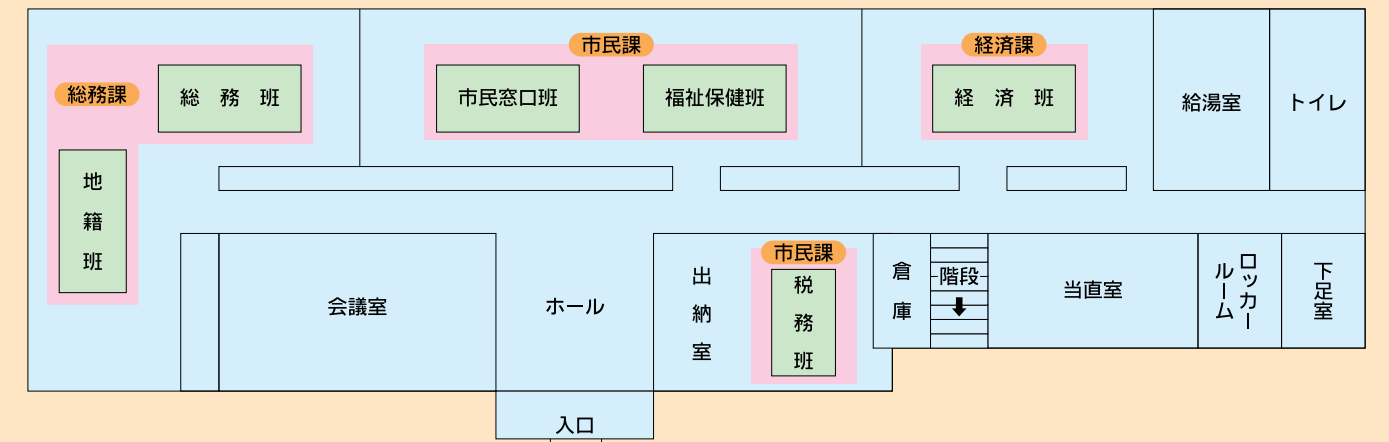 市民課
経済課
総務課
総務班
市民窓口班
福祉保健班
経済班
給湯室
トイレ
地籍班
会議室
ホール
出納室
市民課
税務班
倉庫
階段
当直室
ロッカー
ルーム
下足室
入口